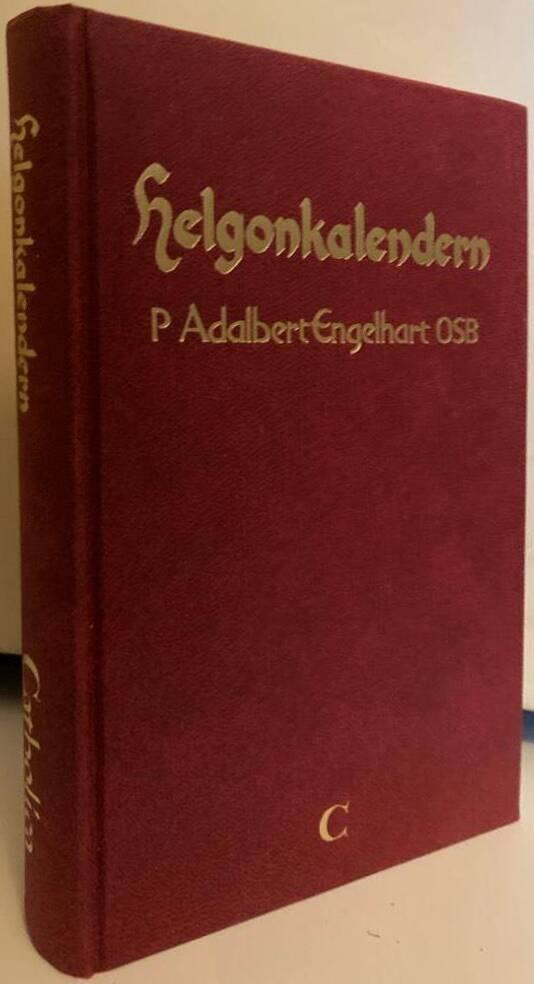 Helgonkalendern
P Adalbert Engelhart OSB
C
Helgonkalendern
Catholica